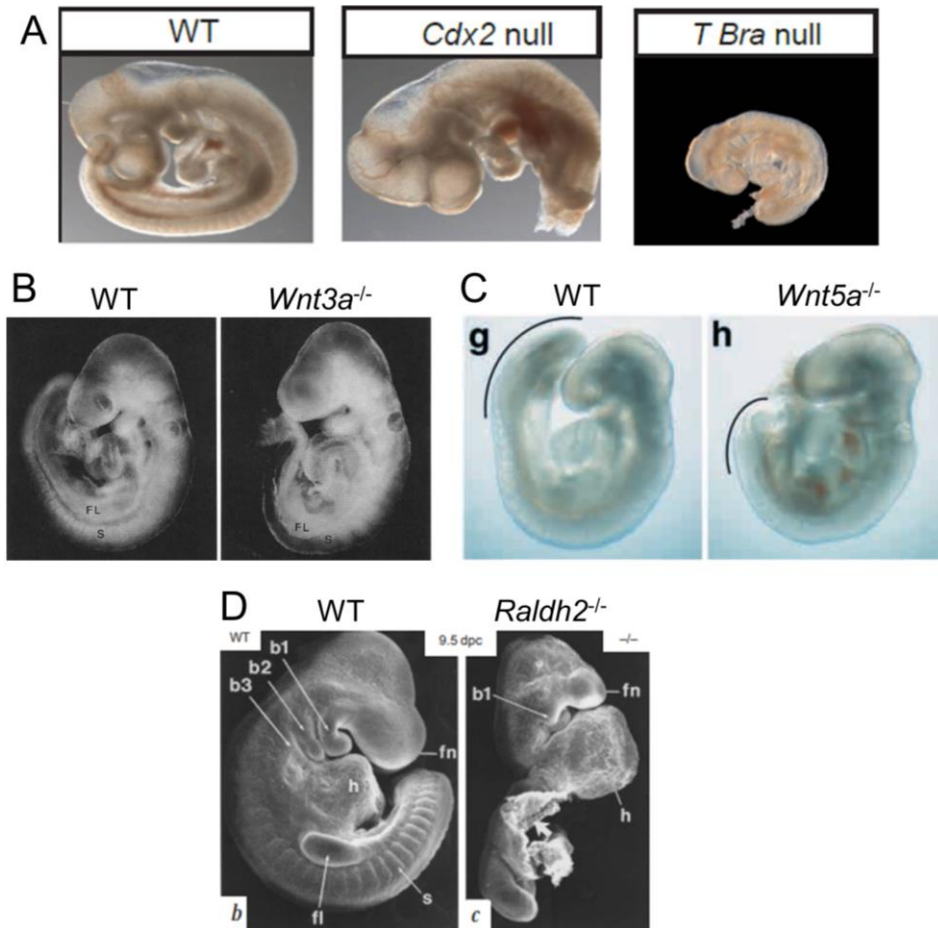 A
WT
Cdx2 null
T Bra null
B
WT
Wnt3a-/-
FL
S
FL
S
C
WT
Wnt5a-/-
g
h
D
WT
Raldh2-/-
WT
9.5 dpc
–/–
b1
b2
b3
fn
h
fl
s
b
b1
fn
h
c